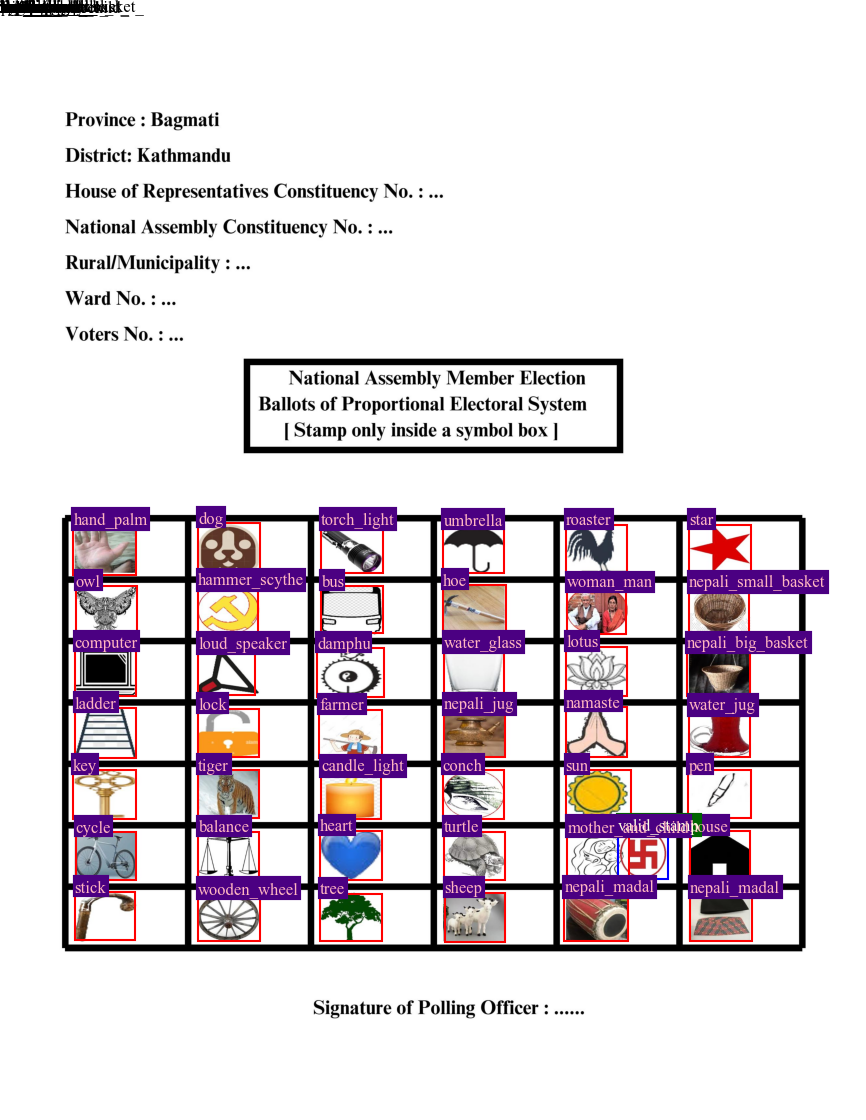 Province : Bagmati
District: Kathmandu
House of Representatives Constituency No. : ...
National Assembly Constituency No. : ...
Rural/Municipality : ...
Ward No. : ...
Voters No. : ...
National Assembly Member Election
Ballots of Proportional Electoral System
[ Stamp only inside a symbol box ]
hand_palm dog torch_light umbrella roaster star
owl hammer_scythe bus hoe woman_man nepali_small_basket
computer loud_speaker damphu water_glass lotus nepali_big_basket
ladder lock farmer nepali_jug namaste water_jug
key tiger candle_light conch sun pen
cycle balance heart turtle mother_and_child valid_stamp ouse
stick wooden_wheel tree sheep nepali_madal nepali_madal
Signature of Polling Officer : ......